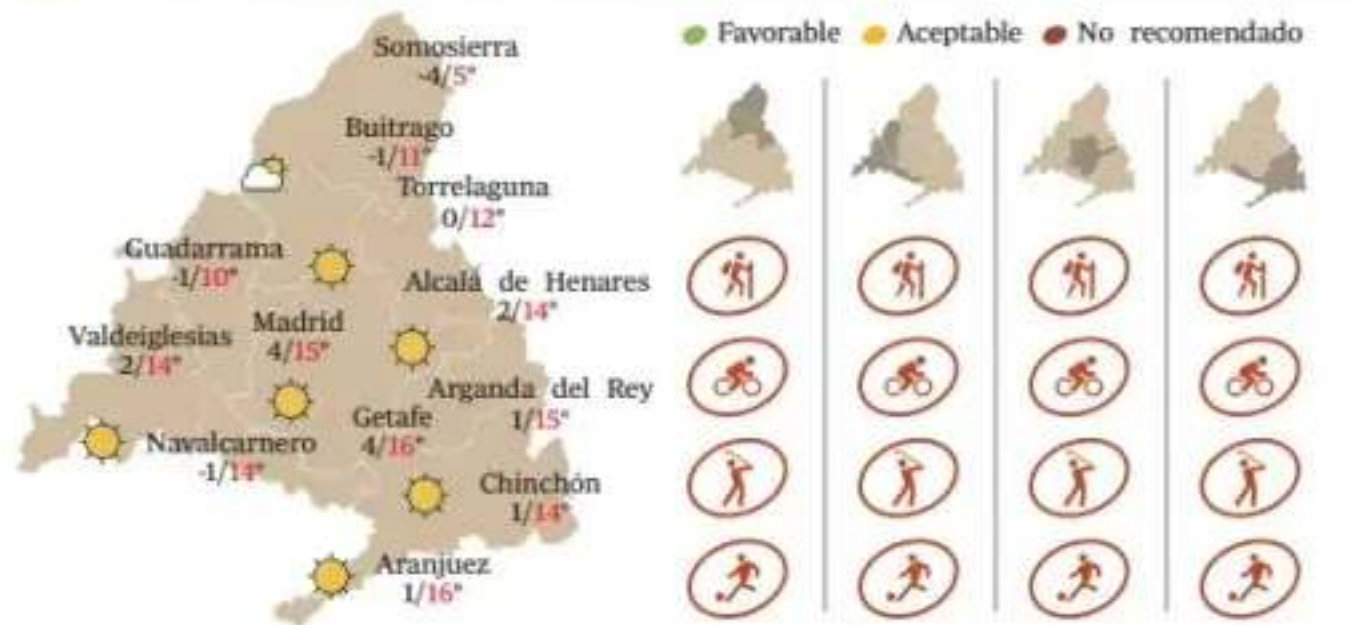 Favorable Aceptable No recomendado
Somosierra
-4/5°
Buitrago
-1/11°
Torrelaguna
0/12°
Guadarrama
-1/10°
Alcalá de Henares
2/14°
Valdeiglesias
2/14°
Madrid
4/15°
Arganda del Rey
1/15°
Getafe
4/16°
Navalcarnero
-1/14°
Chinchón
1/14°
Aranjuez
1/16°